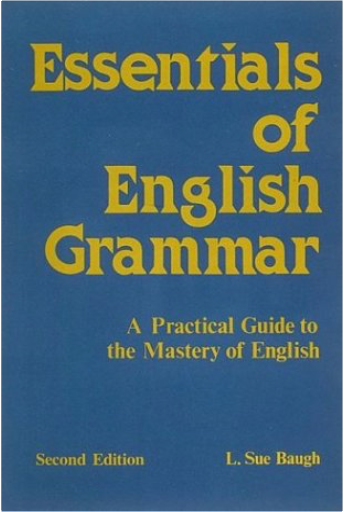 Essentials
of
English
Grammar
A Practical Guide to
the Mastery of English
Second Edition L. Sue Baugh